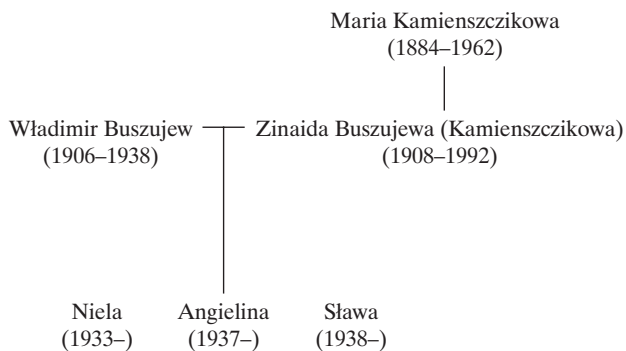 Maria Kamienszczikowa
(1884–1962)
Władimir Buszujew Zinaida Buszujewa (Kamienszczikowa)
(1906–1938) (1908–1992)
Niela Angielina Sława
(1933–) (1937–) (1938–)